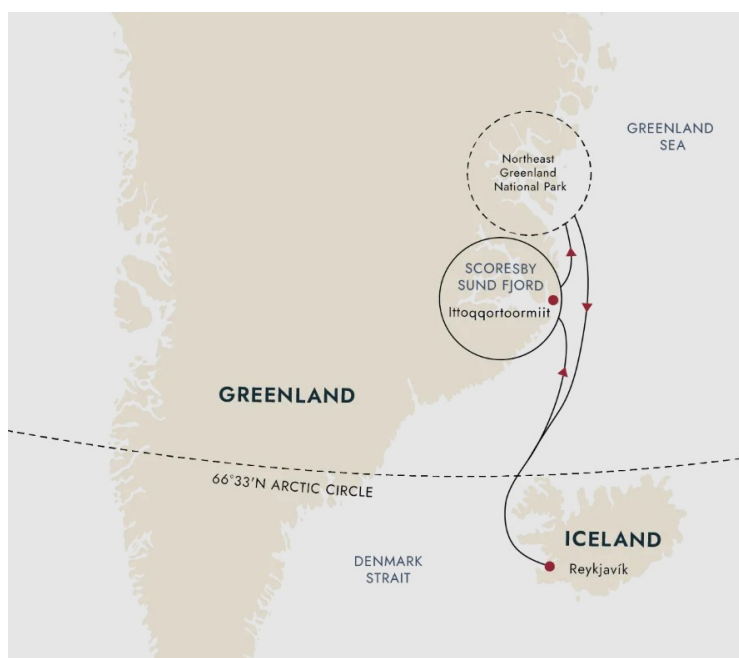 GREENLAND
SEA
Northeast
Greenland
National Park
SCORESBY
SUND FJORD
Ittoqqortoormiit
GREENLAND
66°33'N ARCTIC CIRCLE
ICELAND
DENMARK
STRAIT
Reykjavík